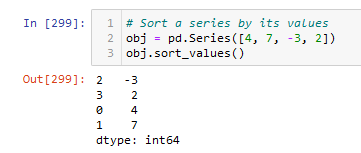 In [299]:
1 # Sort a series by its values
2 obj = pd.Series([4, 7, -3, 2])
3 obj.sort_values()
Out[299]: 2   -3
3    2
0    4
1    7
dtype: int64